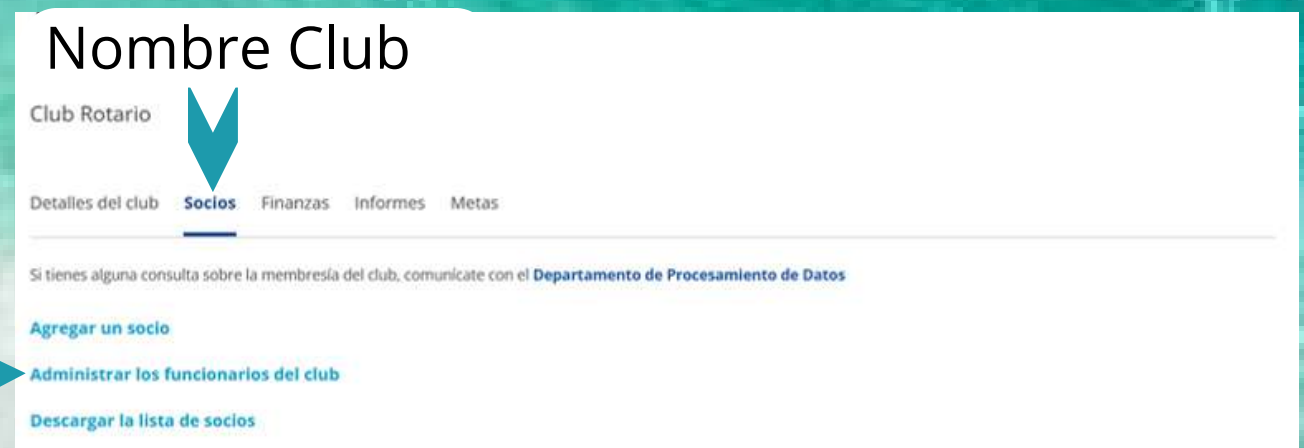 Nombre Club
Club Rotario
Detalles del club Socios Finanzas Informes Metas
Si tienes alguna consulta sobre la membresía del club, comunícate con el Departamento de Procesamiento de Datos
Agregar un socio
Administrar los funcionarios del club
Descargar la lista de socios